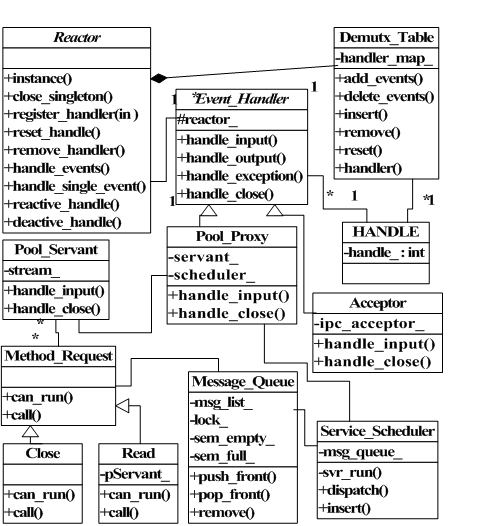 Reactor
+instance()
+close_singleton()
+register_handler(in )
+reset_handle()
+remove_handler()
+handle_events()
+handle_single_event()
+reactive_handle()
+deactive_handle()
Demutx_Table
-handler_map_
+add_events()
+delete_events()
+insert()
+remove()
+reset()
+handler()
1
*
1
Event_Handler
#reactor_
+handle_input()
+handle_output()
+handle_exception()
+handle_close()
1
*
1
*1
HANDLE
-handle_ : int
Pool_Servant
-stream_
+handle_input()
+handle_close()
*
*
Pool_Proxy
-servant_
-scheduler_
+handle_input()
+handle_close()
Acceptor
-ipc_acceptor_
+handle_input()
+handle_close()
Method_Request
+can_run()
+call()
Message_Queue
-msg_list_
-lock_
-sem_empty_
-sem_full_
+push_front()
+pop_front()
+remove()
Service_Scheduler
-msg_queue_
-svr_run()
+dispatch()
+insert()
Close
+can_run()
+call()
Read
-pServant_
+can_run()
+call()